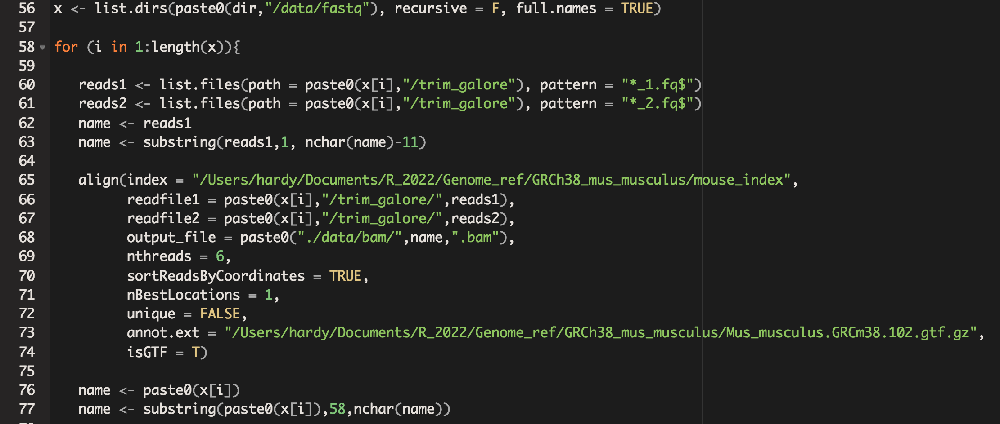 56 x <- list.dirs(paste0(dir,"/data/fastq"), recursive = F, full.names = TRUE)
57
58 for (i in 1:length(x)){
59
60 reads1 <- list.files(path = paste0(x[i],"/trim_galore"), pattern = "*_1.fq$")
61 reads2 <- list.files(path = paste0(x[i],"/trim_galore"), pattern = "*_2.fq$")
62 name <- reads1
63 name <- substring(reads1,1, nchar(name)-11)
64
65 align(index = "/Users/hardy/Documents/R_2022/Genome_ref/GRCh38_mus_musculus/mouse_index",
66 readfile1 = paste0(x[i],"/trim_galore/",reads1),
67 readfile2 = paste0(x[i],"/trim_galore/",reads2),
68 output_file = paste0("./data/bam/",name,".bam"),
69 nthreads = 6,
70 sortReadsByCoordinates = TRUE,
71 nBestLocations = 1,
72 unique = FALSE,
73 annot.ext = "/Users/hardy/Documents/R_2022/Genome_ref/GRCh38_mus_musculus/Mus_musculus.GRCm38.102.gtf.gz",
74 isGTF = T)
75
76 name <- paste0(x[i])
77 name <- substring(paste0(x[i]),58,nchar(name))